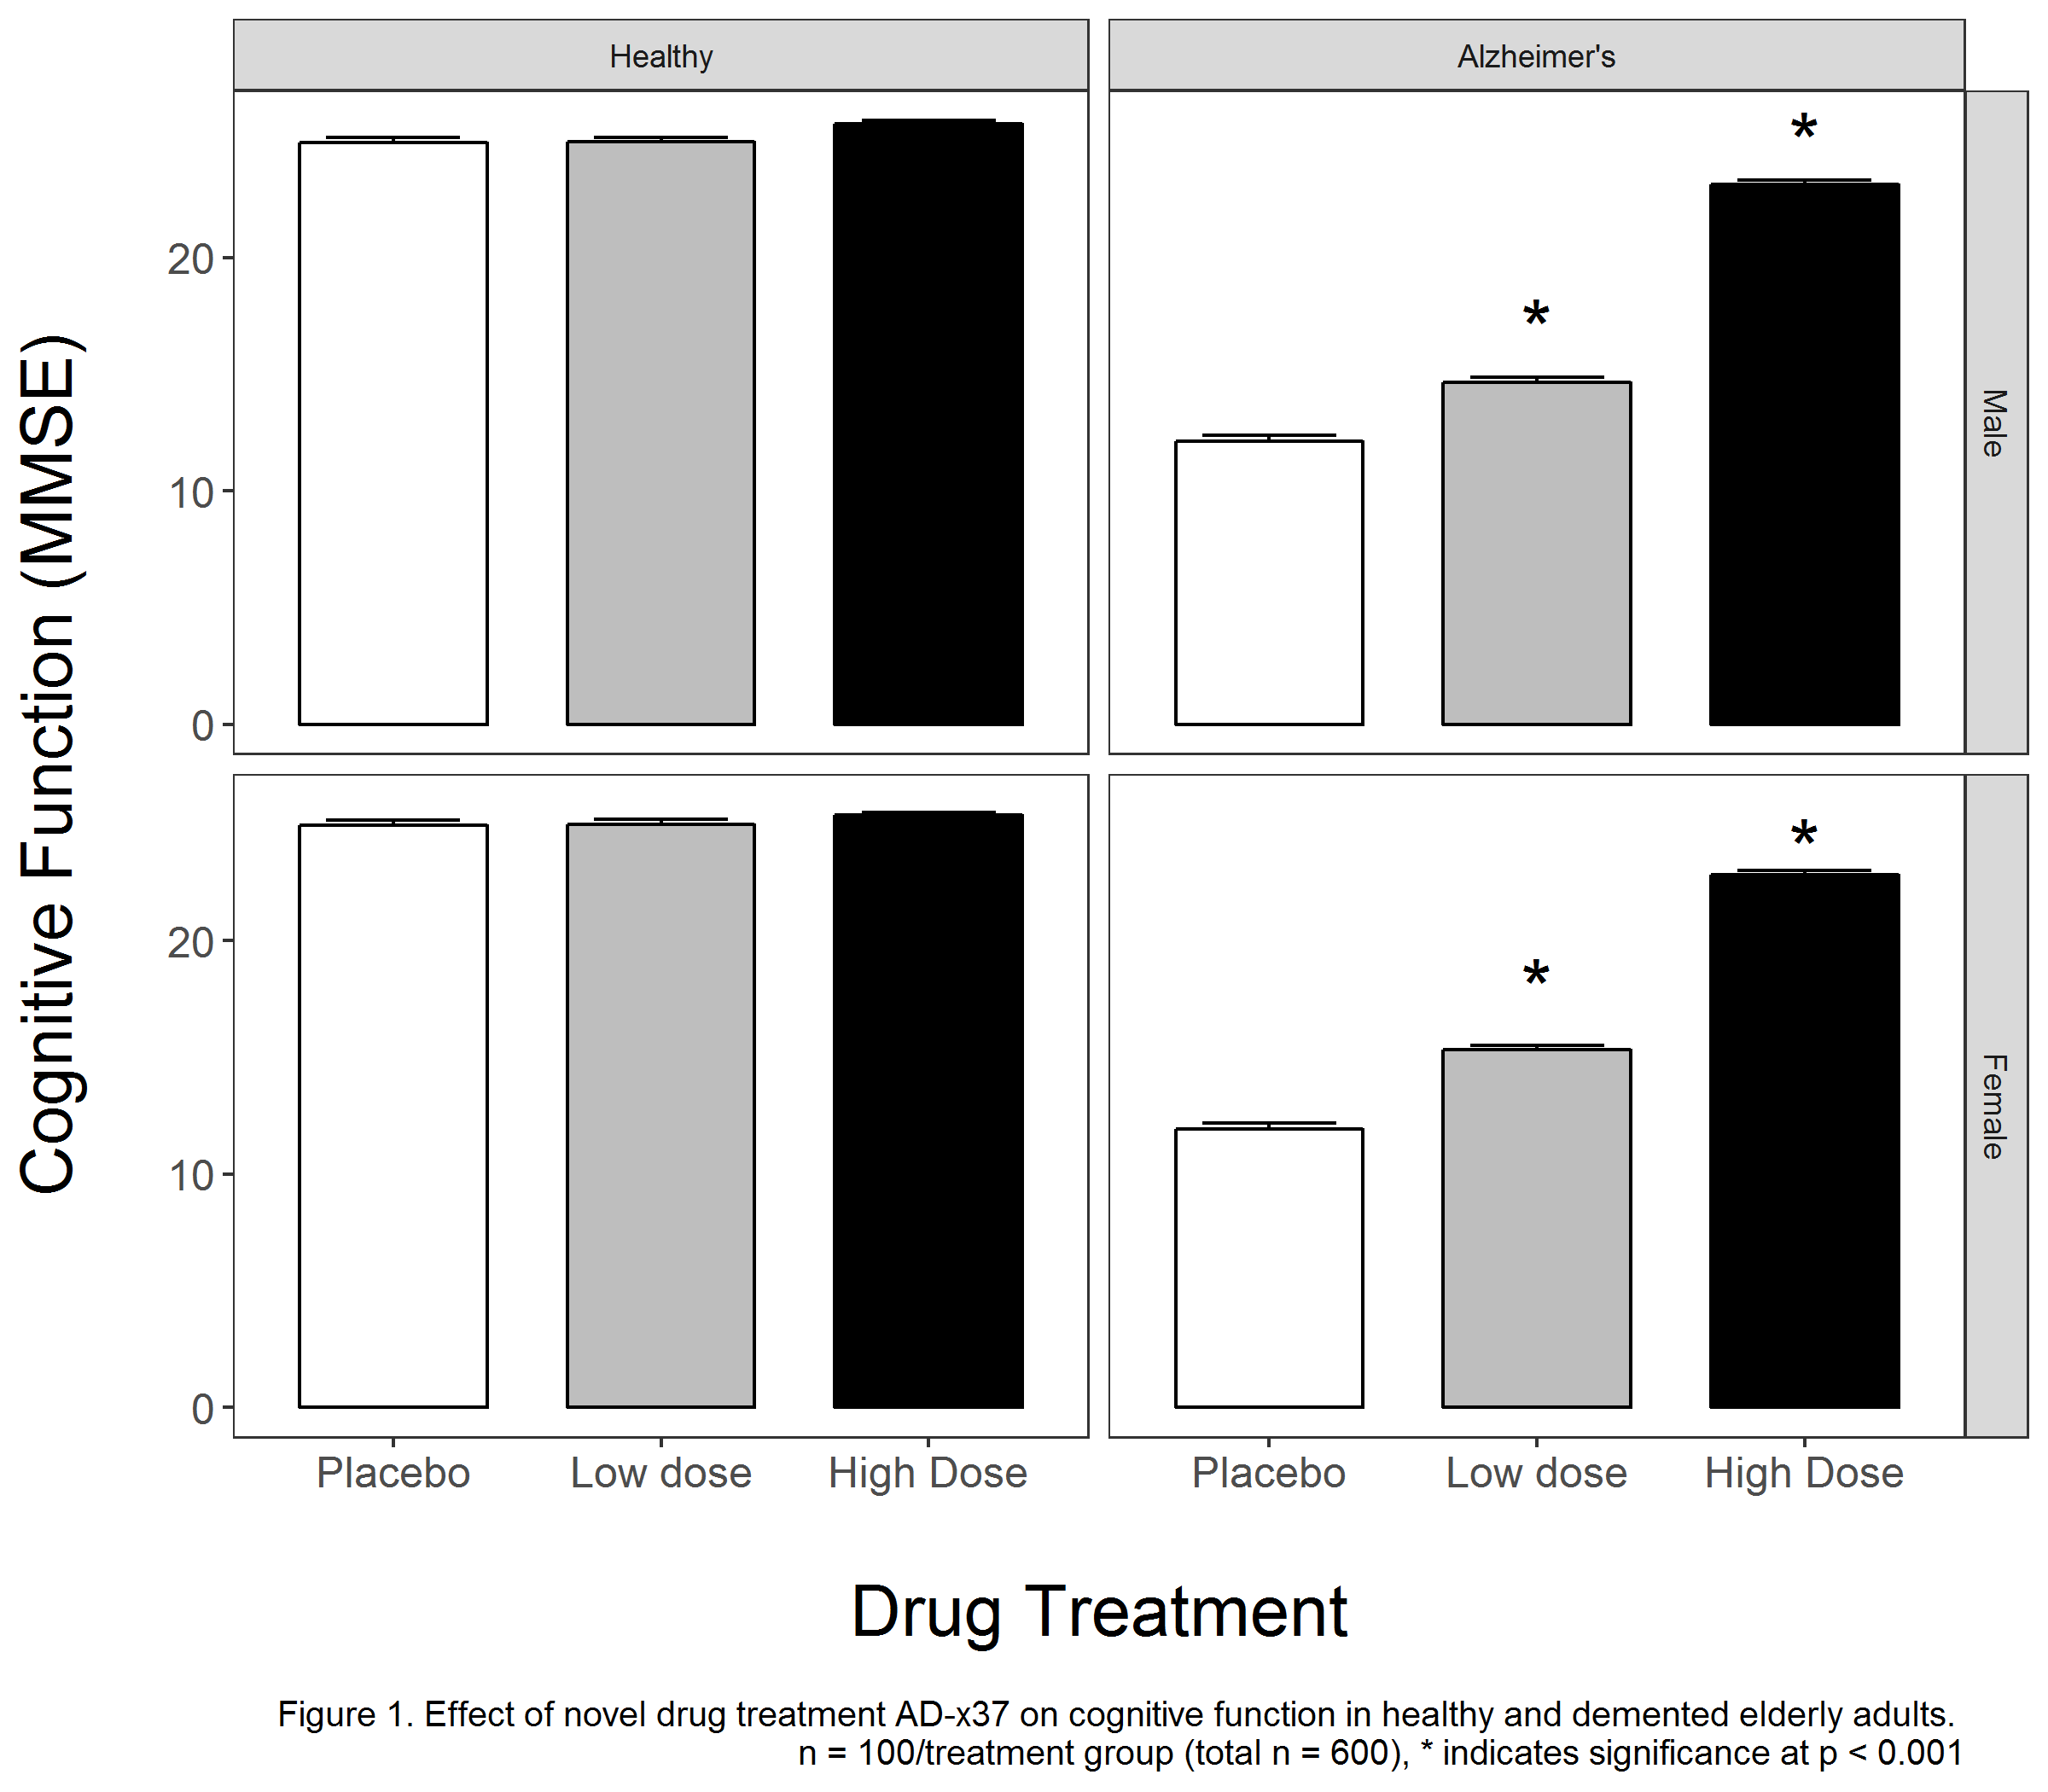 Healthy
Alzheimer's
Cognitive Function (MMSE)
20
10
0
*
*
Male
20
10
0
*
*
Female
Placebo
Low dose
High Dose
Placebo
Low dose
High Dose
Drug Treatment
Figure 1. Effect of novel drug treatment AD-x37 on cognitive function in healthy and demented elderly adults.
n = 100/treatment group (total n = 600), * indicates significance at p < 0.001